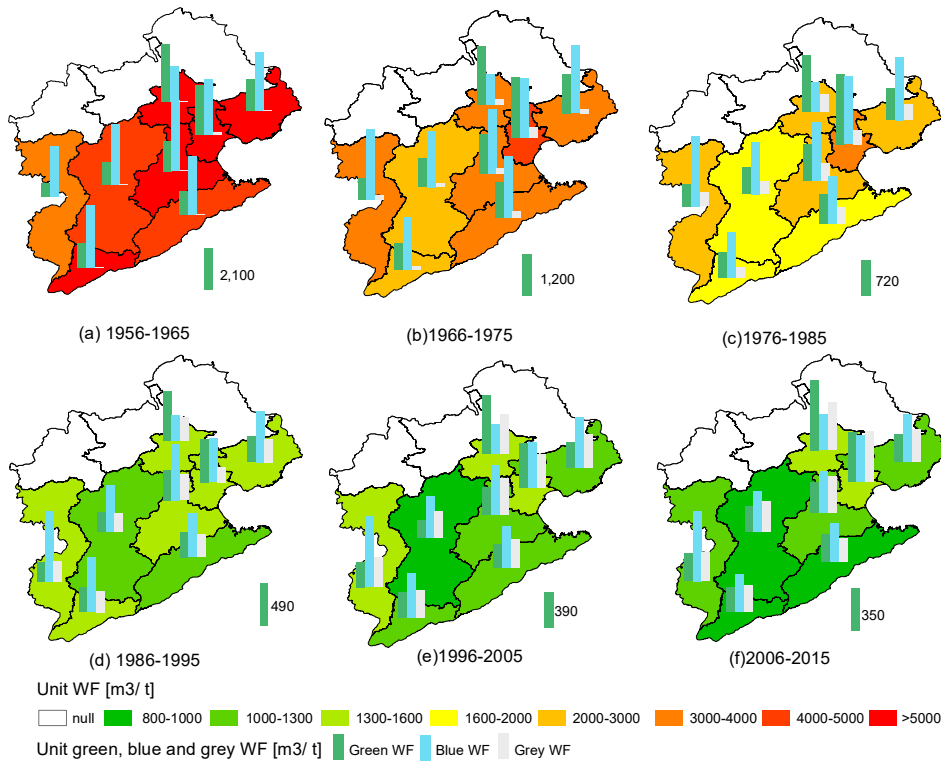 2,100
1,200
720
(a) 1956-1965
(b)1966-1975
(c)1976-1985
490
390
350
(d) 1986-1995
(e)1996-2005
(f)2006-2015
Unit WF [m3/ t]
null 800-1000 1000-1300 1300-1600 1600-2000 2000-3000 3000-4000 4000-5000 >5000
Unit green, blue and grey WF [m3/ t] Green WF Blue WF Grey WF